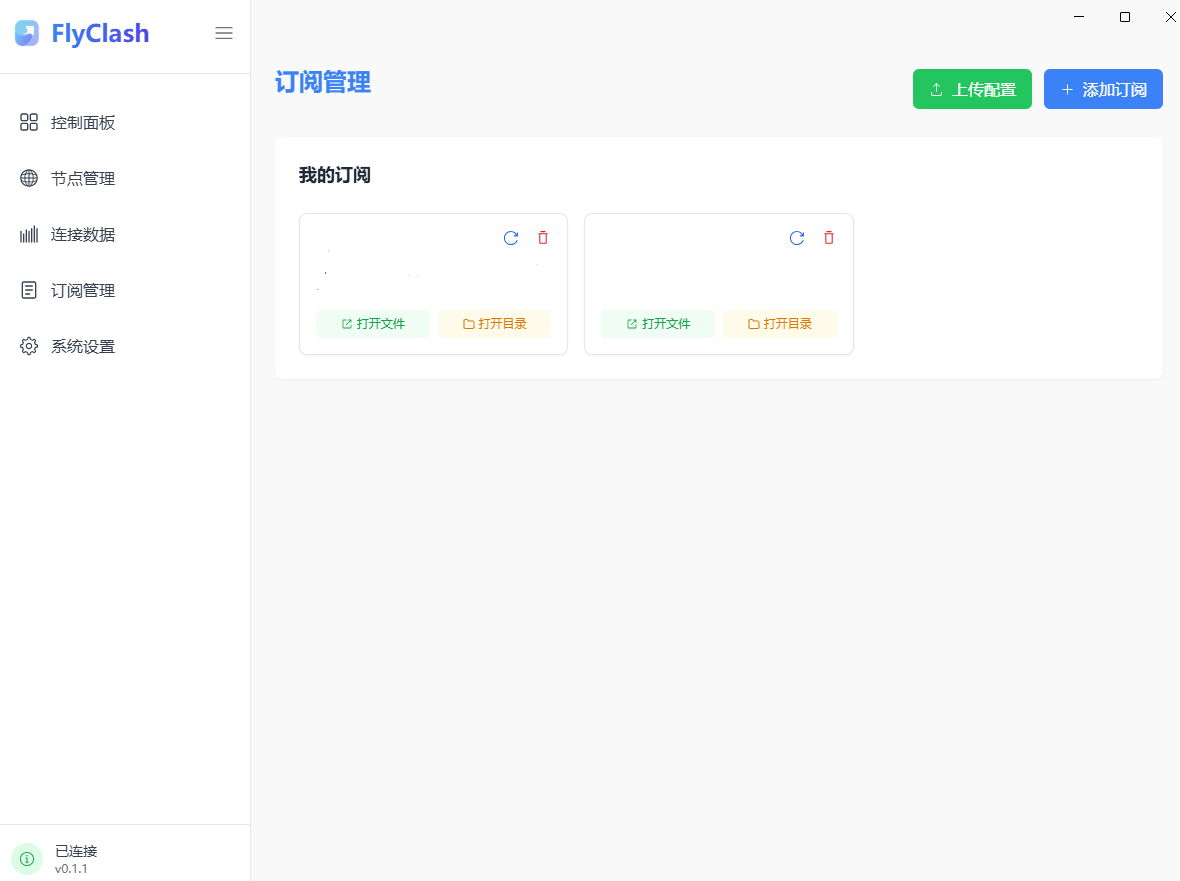 FlyClash
控制面板
节点管理
连接数据
订阅管理
系统设置
已连接
v0.1.1
订阅管理
上传配置
添加订阅
我的订阅
打开文件 打开目录
打开文件 打开目录